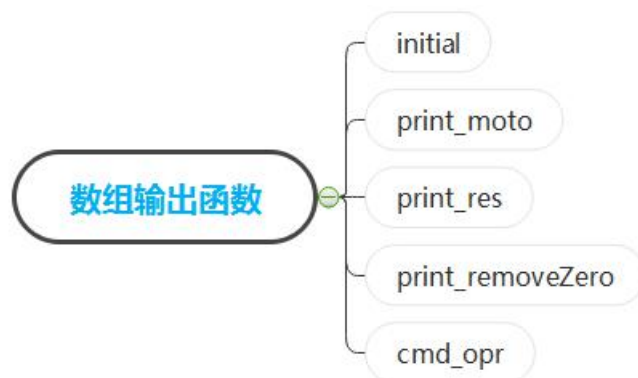 initial
print_moto
数组输出函数
print_res
print_removeZero
cmd_opr